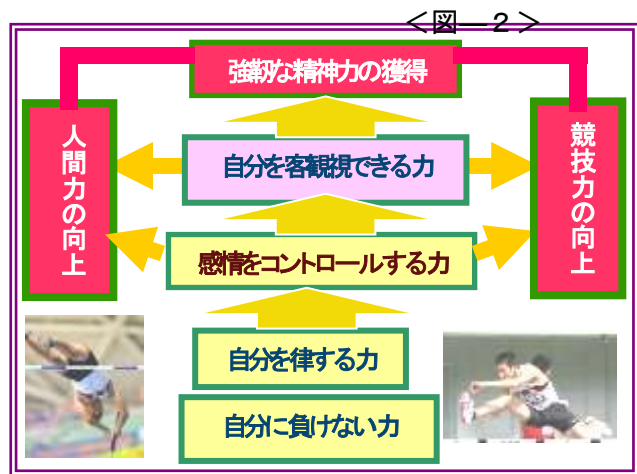 ＜図―２＞
強靭な精神力の獲得
人間力の向上
自分を客観視できる力
競技力の向上
感情をコントロールする力
自分を律する力
自分に負けない力